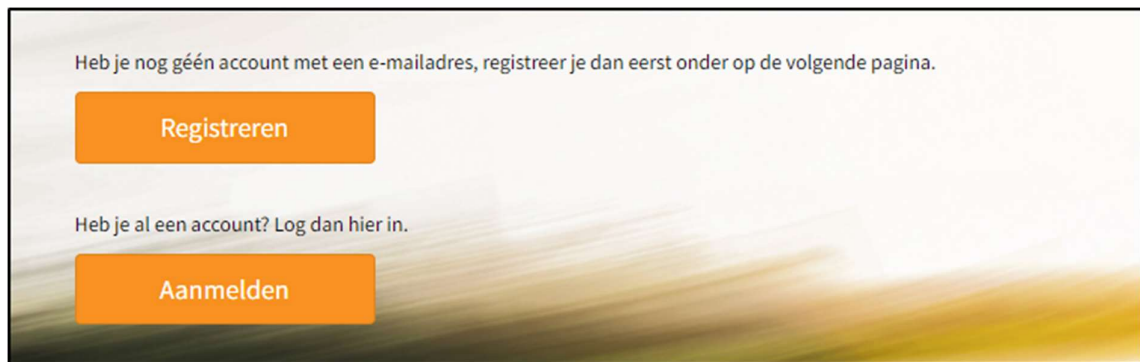 Heb je nog géén account met een e-mailadres, registreer je dan eerst onder op de volgende pagina.
Registreren
Heb je al een account? Log dan hier in.
Aanmelden